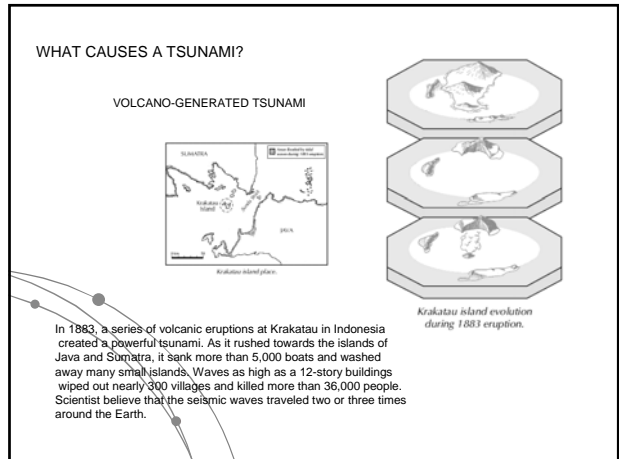 WHAT CAUSES A TSUNAMI?
VOLCANO-GENERATED TSUNAMI
SUMATRA
Krakatau
Island
JAVA
Krakatau island place.
Krakatau island evolution
during 1883 eruption.
In 1883, a series of volcanic eruptions at Krakatau in Indonesia
created a powerful tsunami. As it rushed towards the islands of
Java and Sumatra, it sank more than 5,000 boats and washed
away many small islands. Waves as high as a 12-story buildings
wiped out nearly 300 villages and killed more than 36,000 people.
Scientist believe that the seismic waves traveled two or three times
around the Earth.